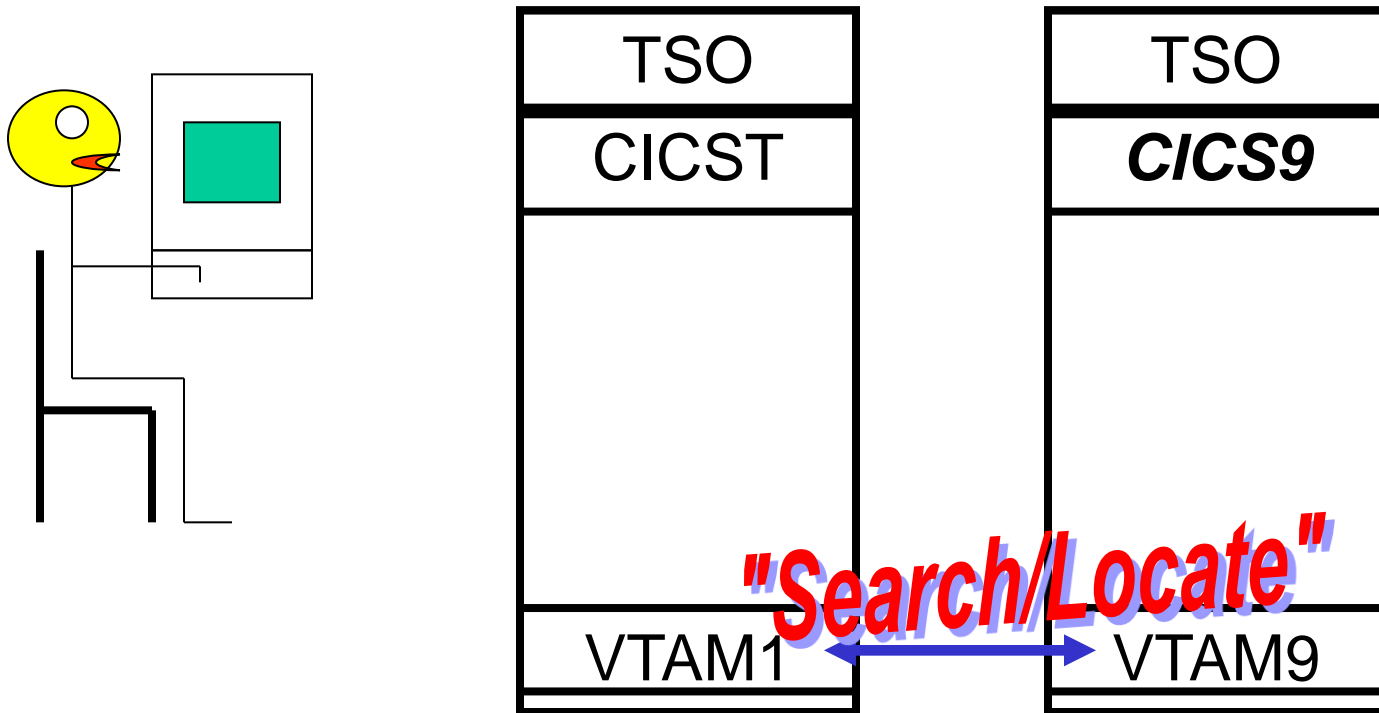 TSO
CICST
TSO
CICS9
"Search/Locate"
VTAM1
VTAM9